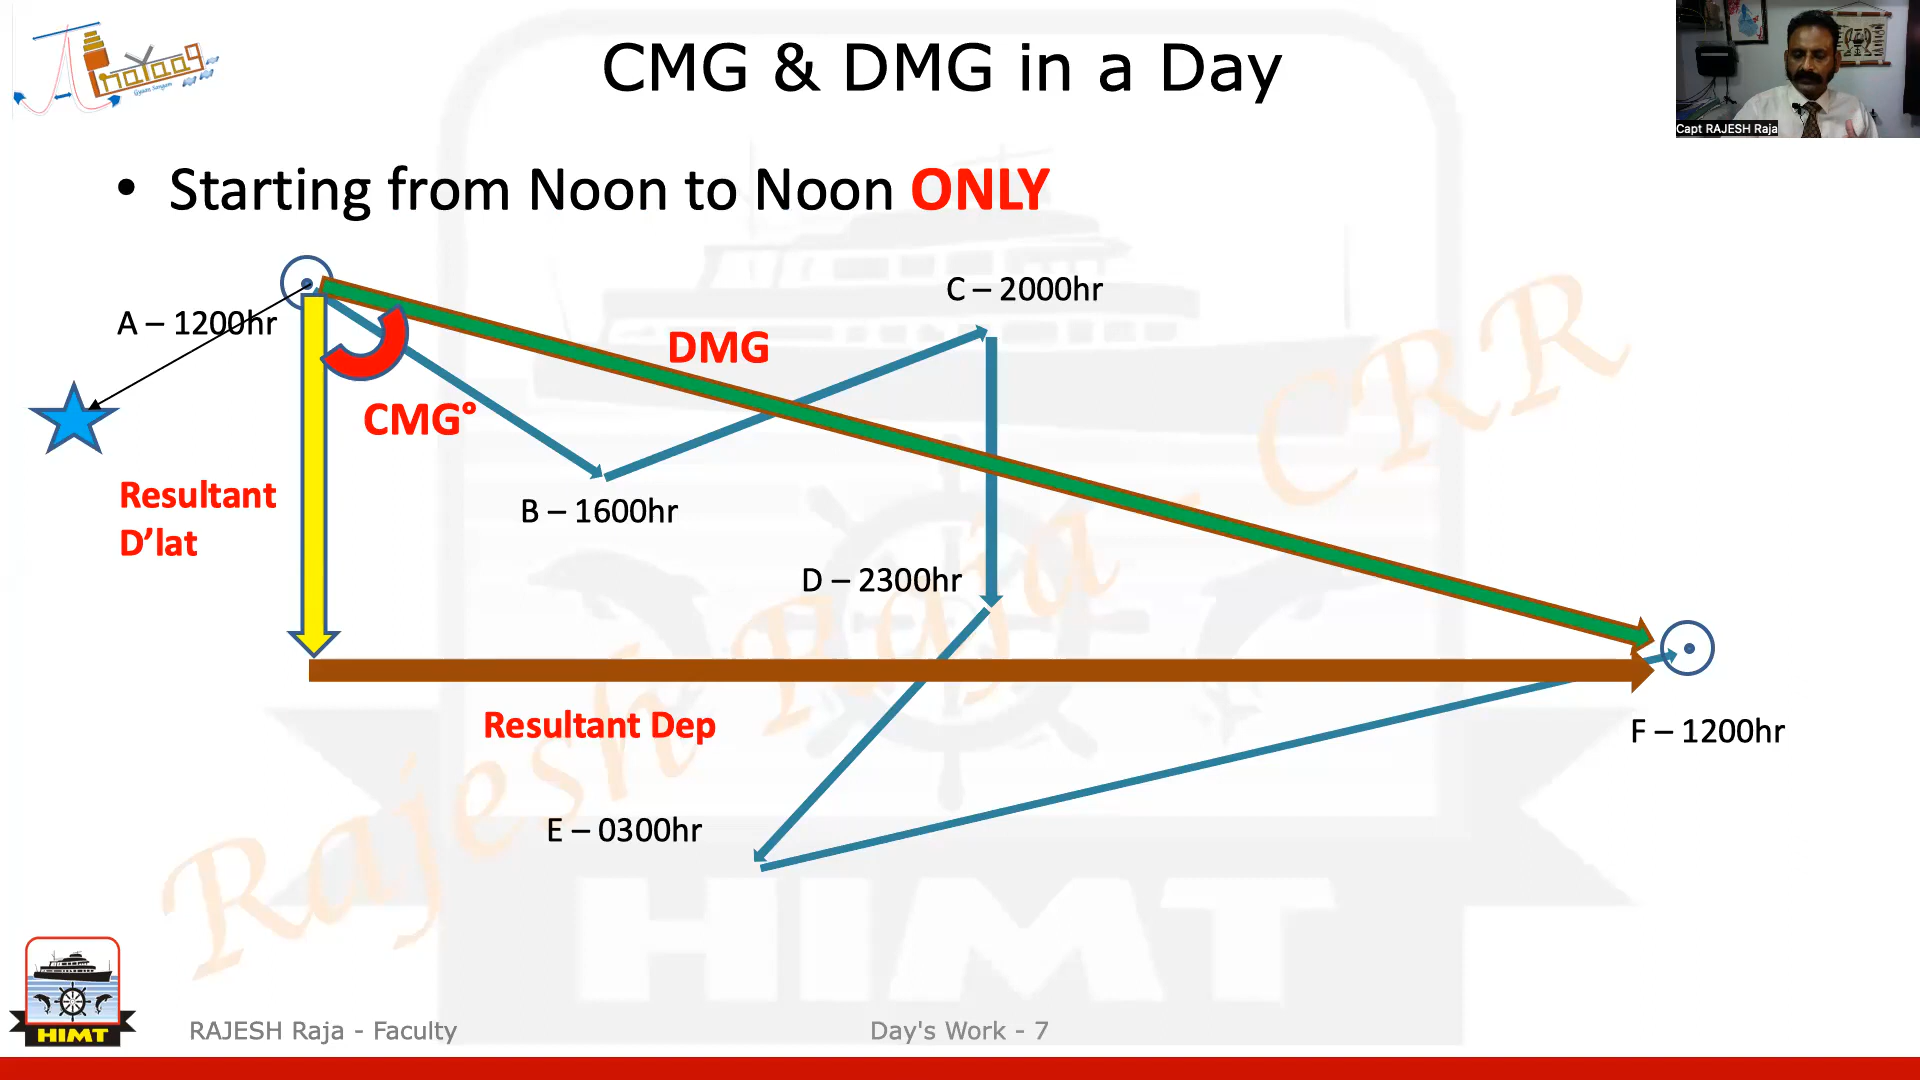 CMG & DMG in a Day
Capt RAJESH Raja
• Starting from Noon to Noon ONLY
A – 1200hr
C – 2000hr
DMG
CMG°
Resultant
D’lat
B – 1600hr
D – 2300hr
Resultant Dep
F – 1200hr
E – 0300hr
Rajesh Raja CRR
HIMT
HIMT
RAJESH Raja - Faculty
Day's Work - 7